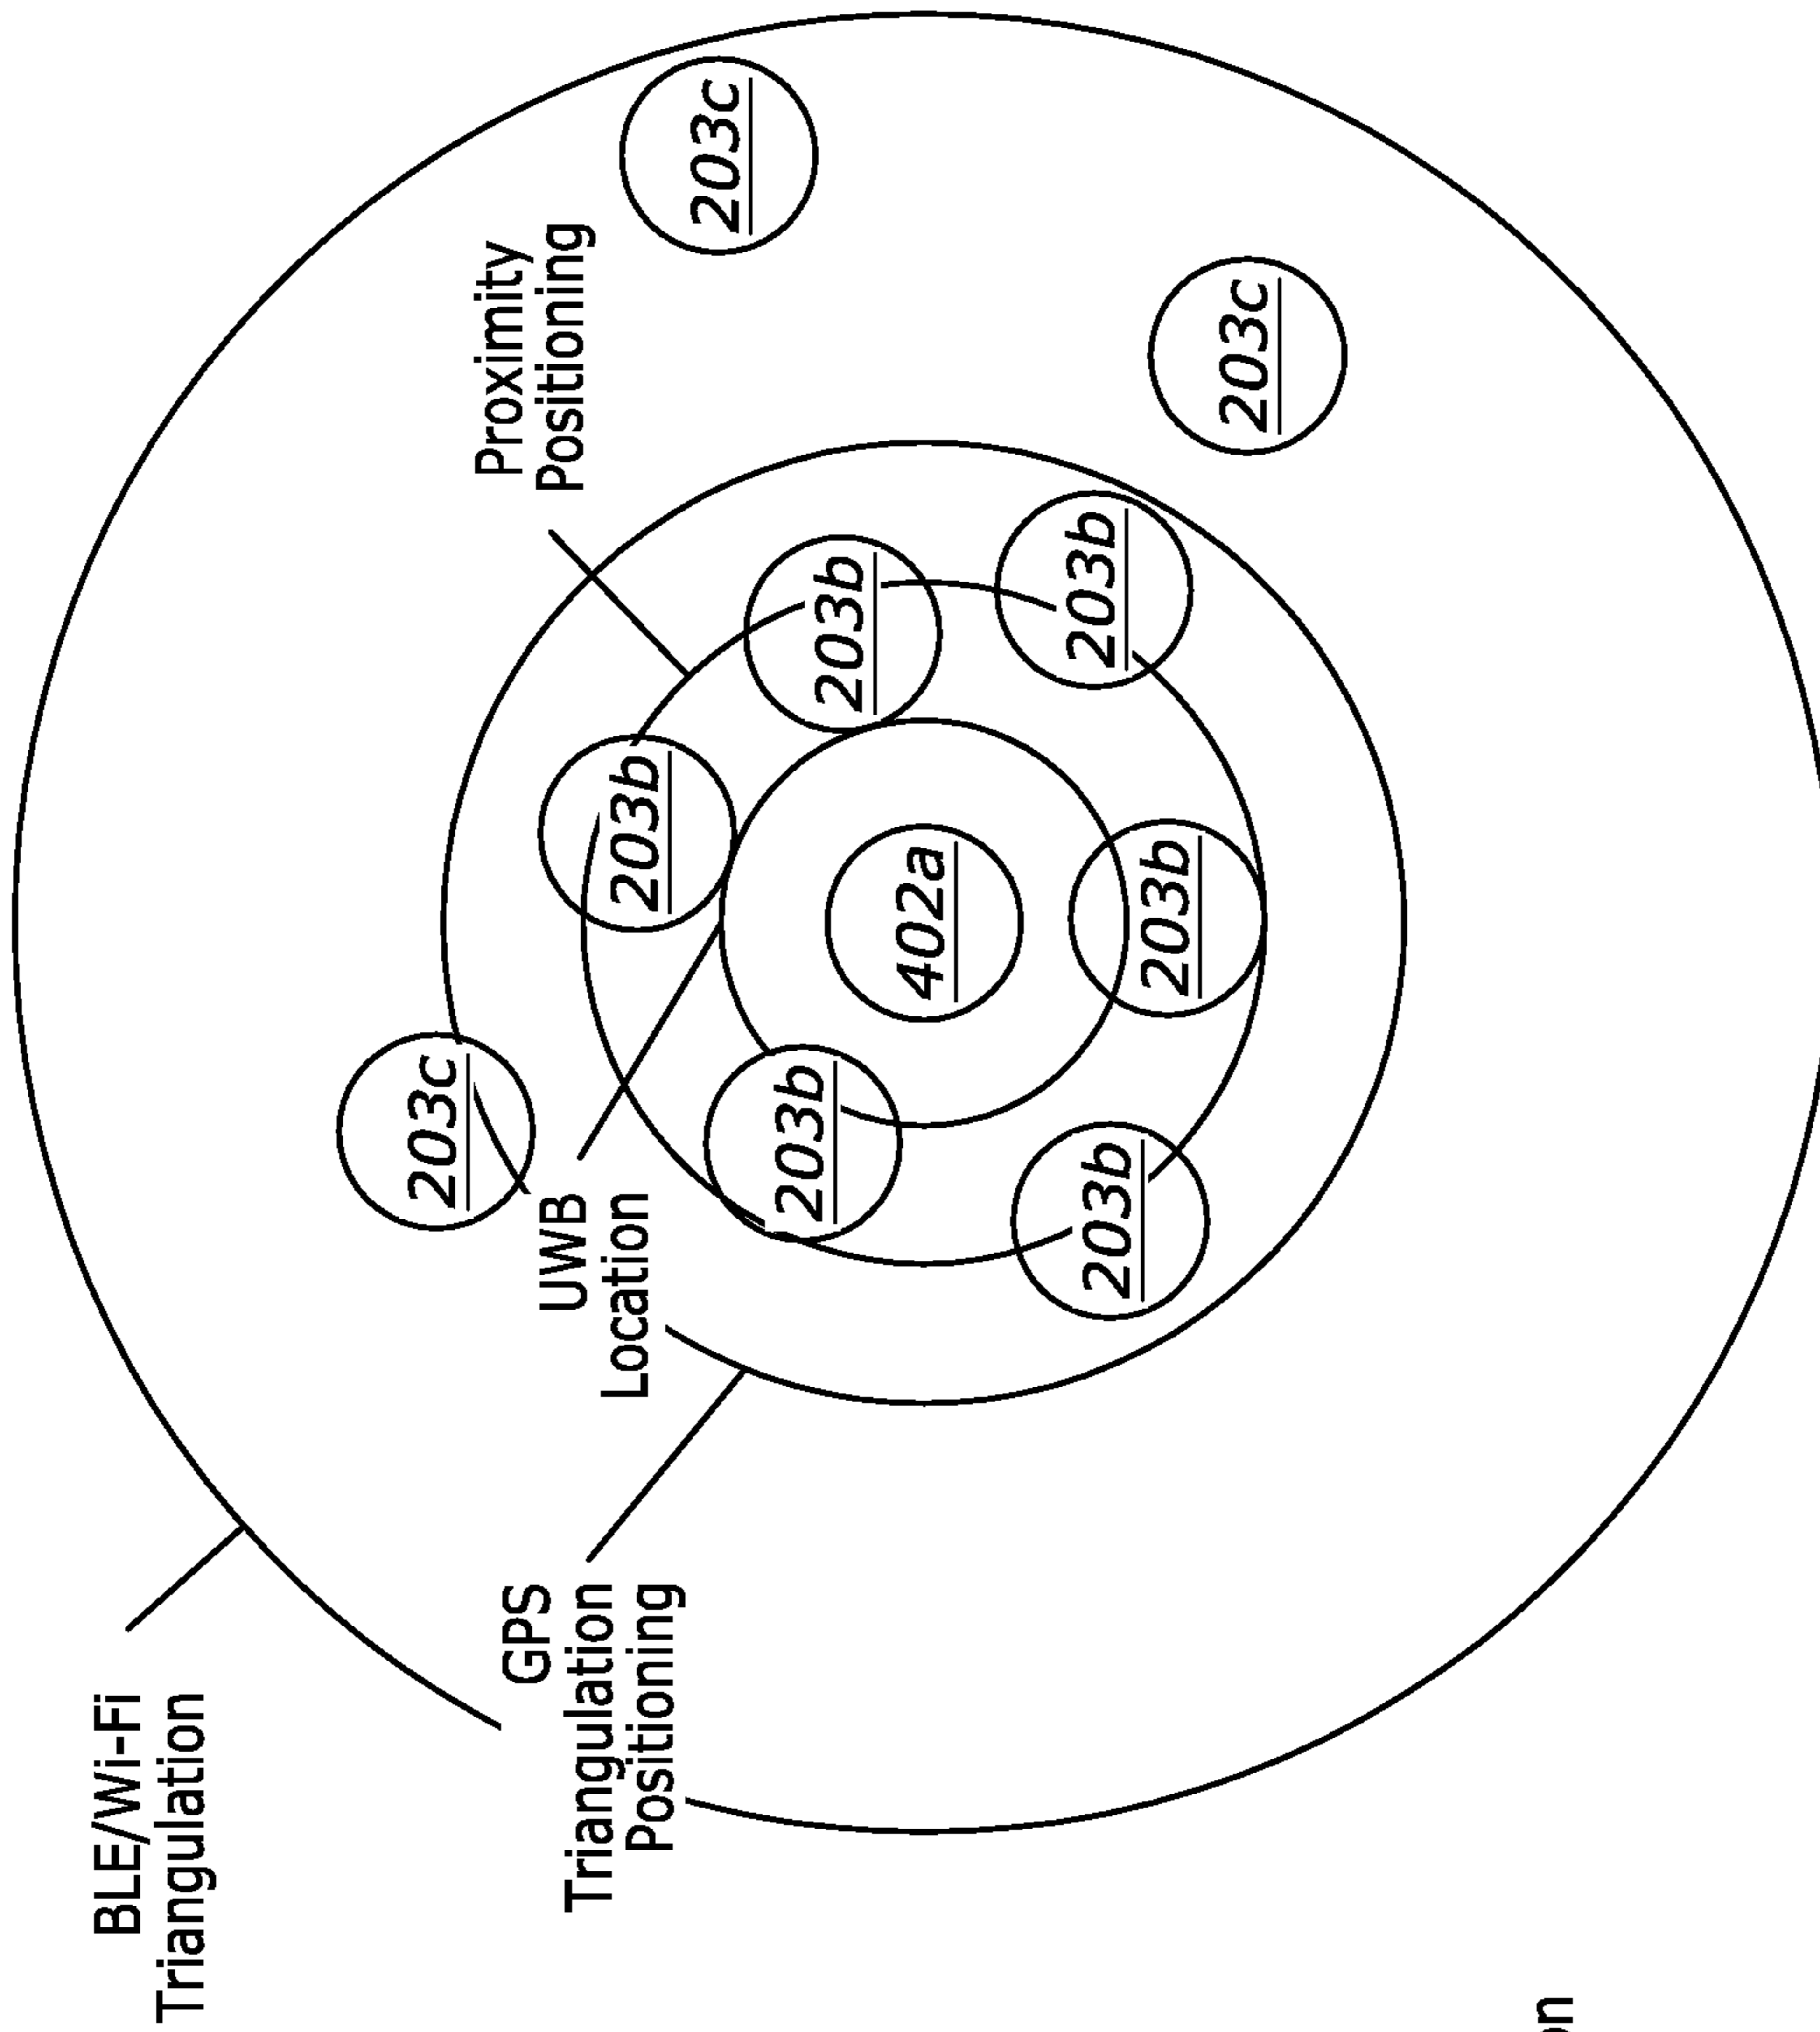 BLE/Wi-Fi
Triangulation
203c
Proximity
Positioning
GPS
Triangulation
Positioning
UWB
Location
203b
203c
203b
203b
402a
203b
203b
203b
203c